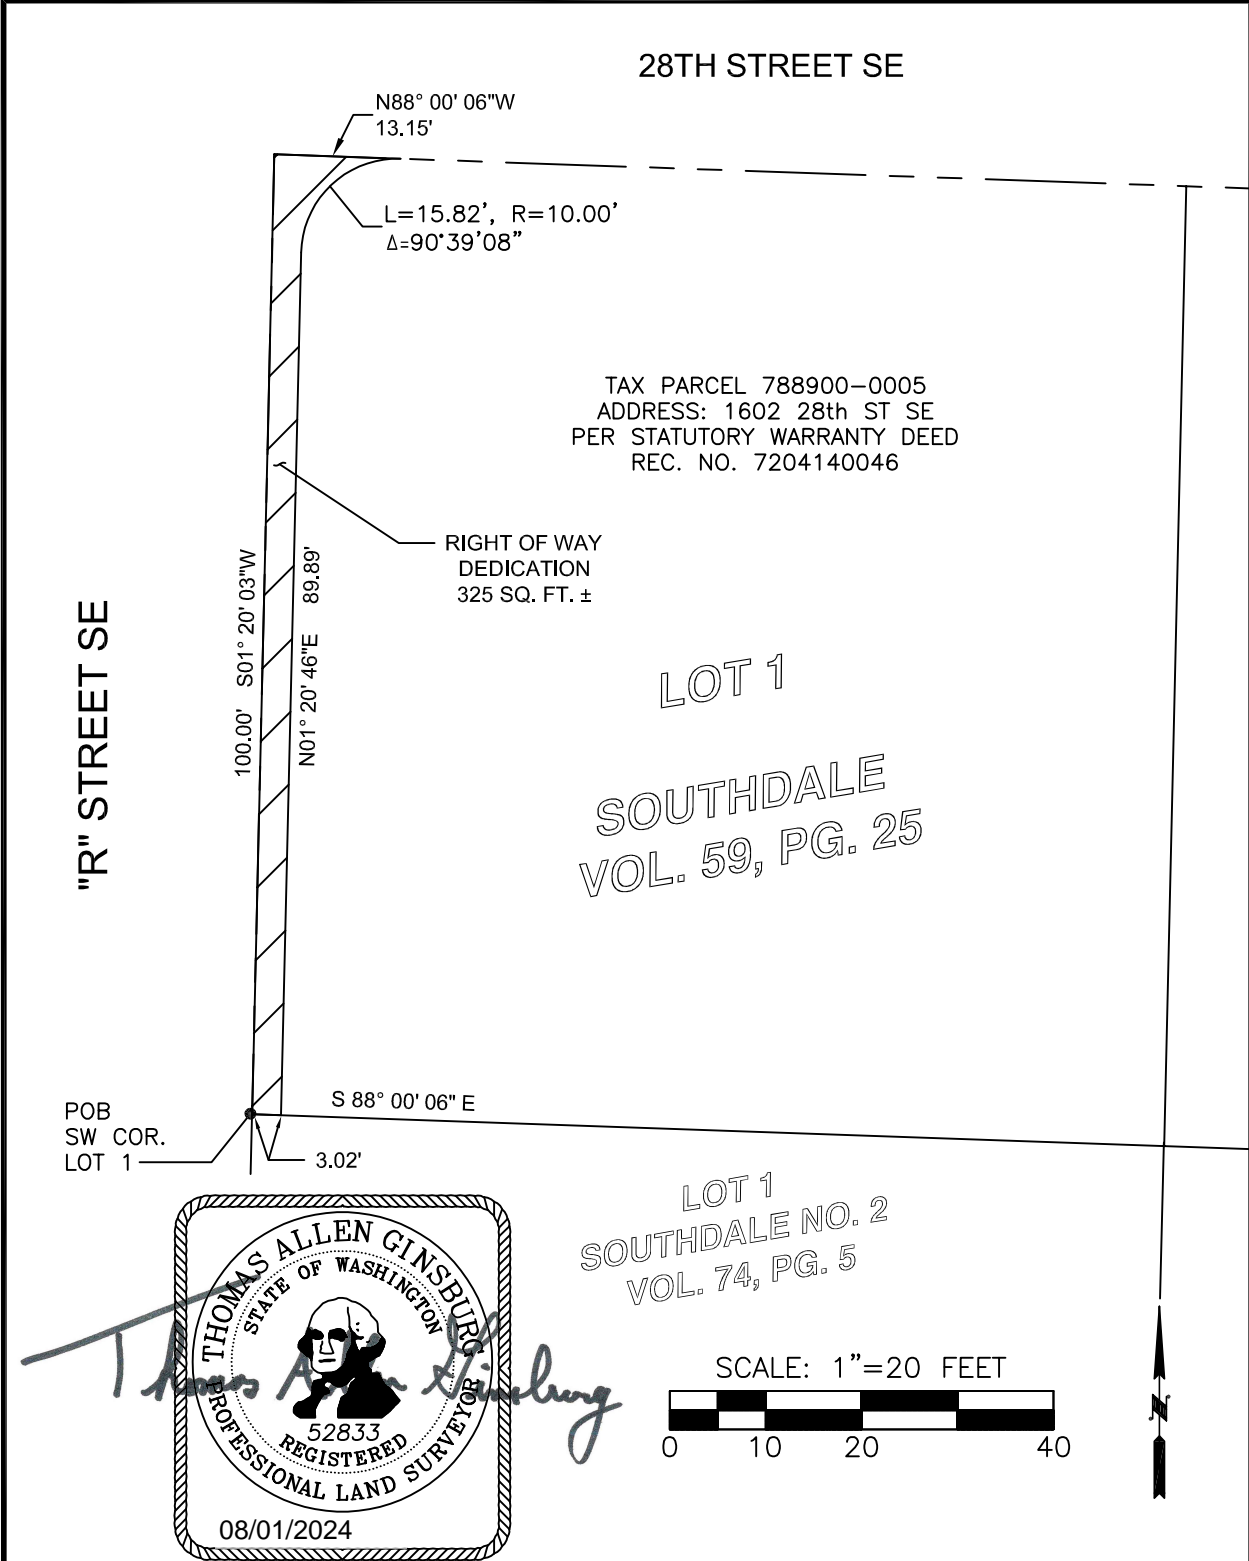 28TH STREET SE
N88° 00' 06"W
13.15'
L=15.82', R=10.00'
Δ=90°39'08"
TAX PARCEL 788900-0005
ADDRESS: 1602 28th ST SE
PER STATUTORY WARRANTY DEED
REC. NO. 7204140046
RIGHT OF WAY
DEDICATION
325 SQ. FT. ±
100.00' S01° 20' 03"W
N01° 20' 46"E 89.89'
"R" STREET SE
LOT 1
SOUTHDALE
VOL. 59, PG. 25
S 88° 00' 06" E
POB
SW COR.
LOT 1
3.02'
LOT 1
SOUTHDALE NO. 2
VOL. 74, PG. 5
THOMAS ALLEN GINSBURG
STATE OF WASHINGTON
Thomas Allen Ginsburg
52833
REGISTERED
PROFESSIONAL LAND SURVEYOR
08/01/2024
SCALE: 1"=20 FEET
0 10 20 40
N